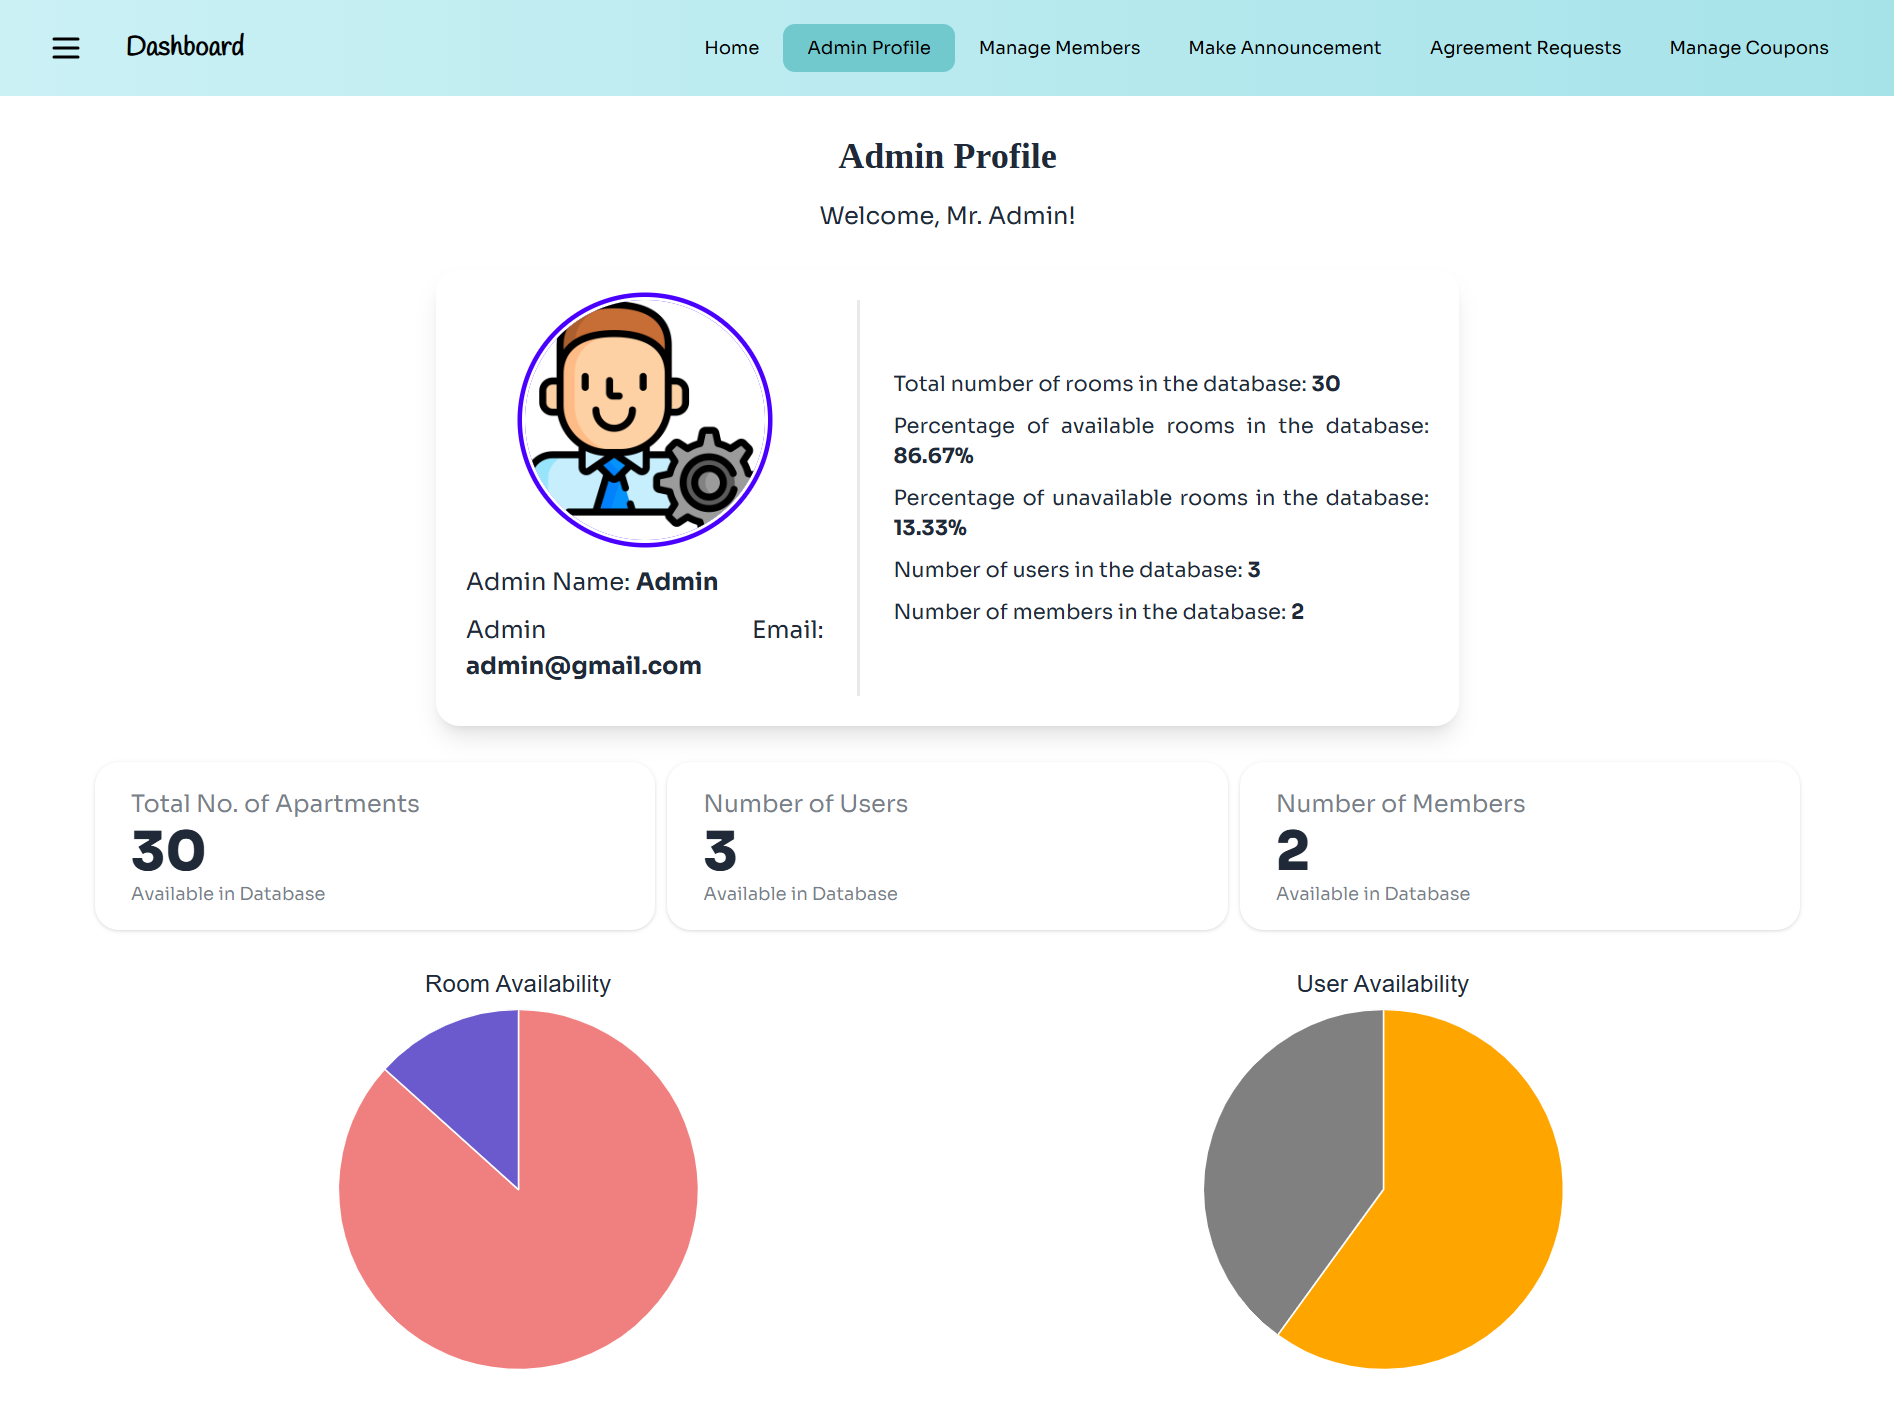 Dashboard
Home
Admin Profile
Manage Members
Make Announcement
Agreement Requests
Manage Coupons
Admin Profile
Welcome, Mr. Admin!
Admin Name: Admin
Admin Email:
admin@gmail.com
Total number of rooms in the database: 30
Percentage of available rooms in the database:
86.67%
Percentage of unavailable rooms in the database:
13.33%
Number of users in the database: 3
Number of members in the database: 2
Total No. of Apartments
30
Available in Database
Number of Users
3
Available in Database
Number of Members
2
Available in Database
Room Availability
User Availability